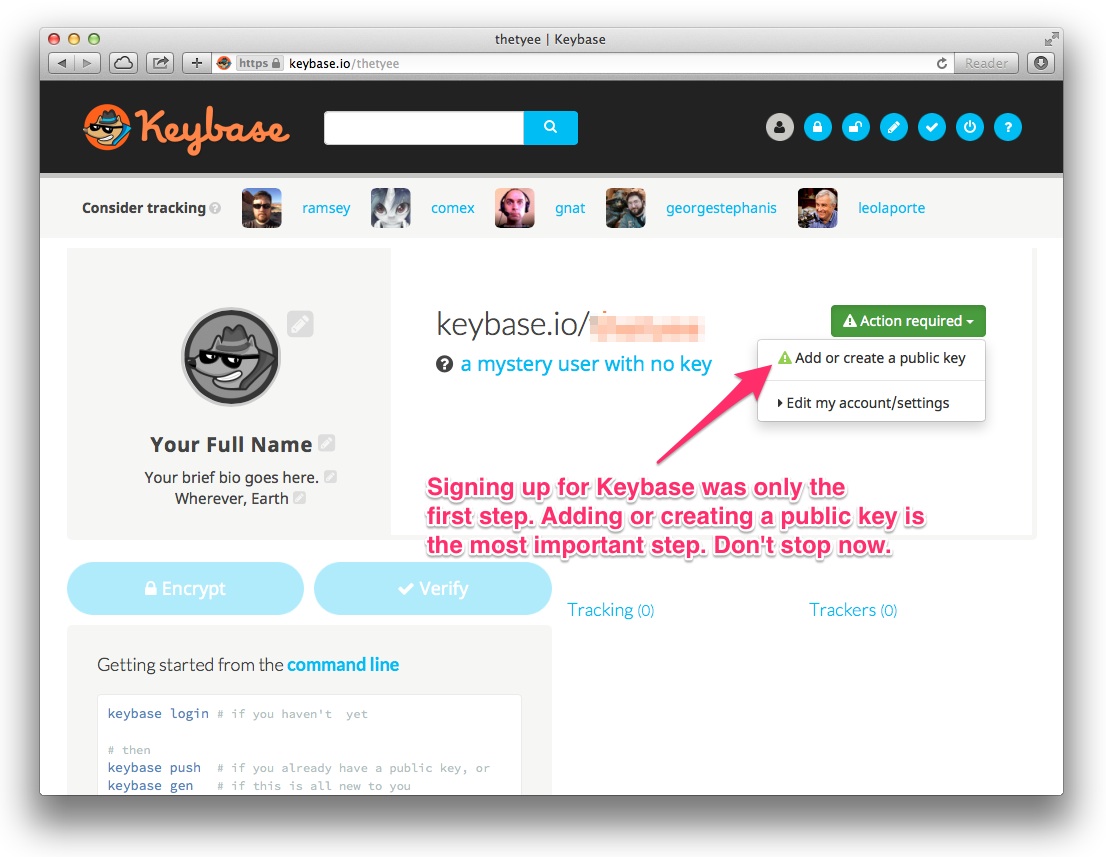 thetyee | Keybase
https keybase.io/thetyee
Reader
Keybase
?
Consider tracking ?
ramsey
comex
gnat
georgestephanis
leolaporte
keybase.io/
? a mystery user with no key
Action required
Add or create a public key
Edit my account/settings
Your Full Name
Your brief bio goes here.
Wherever, Earth
Signing up for Keybase was only the
first step. Adding or creating a public key is
the most important step. Don't stop now.
Encrypt
Verify
Tracking (0)
Trackers (0)
Getting started from the command line
keybase login # if you haven't  yet
# then
keybase push  # if you already have a public key, or
keybase gen   # if this is all new to you